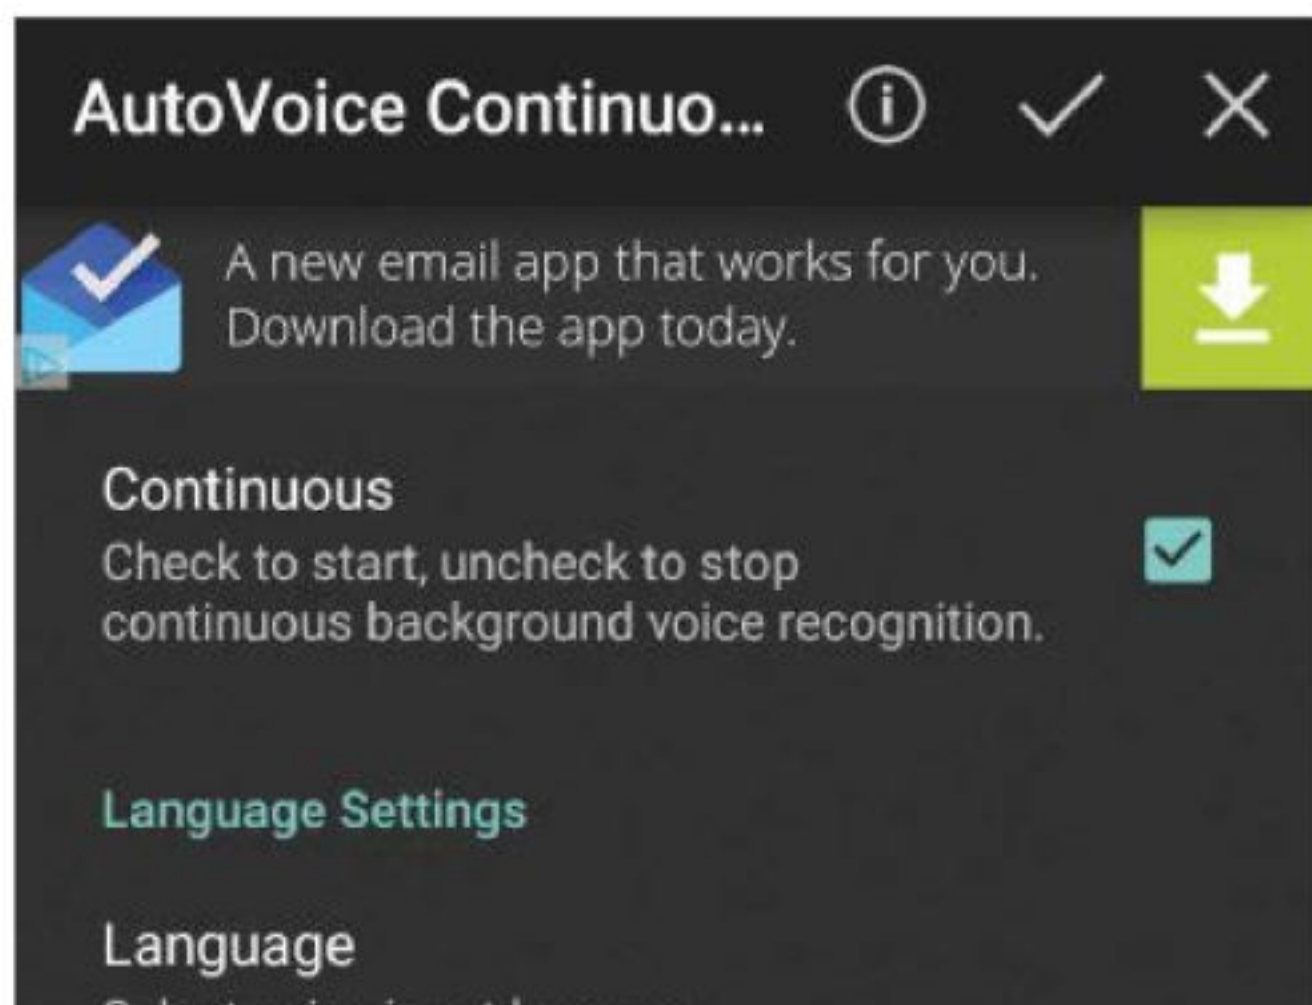 AutoVoice Continuo...
A new email app that works for you.
Download the app today.
Continuous
Check to start, uncheck to stop
continuous background voice recognition.
Language Settings
Language